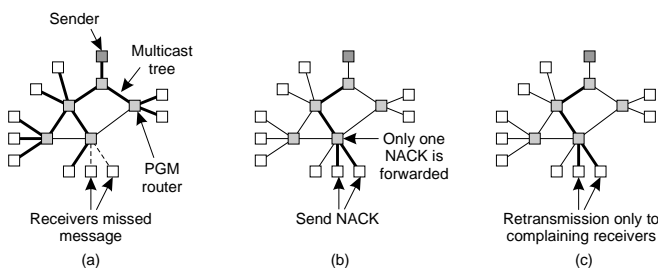 Sender
Multicast
tree
PGM
router
Receivers missed
message
(a)
Only one
NACK is
forwarded
Send NACK
(b)
Retransmission only to
complaining receivers
(c)